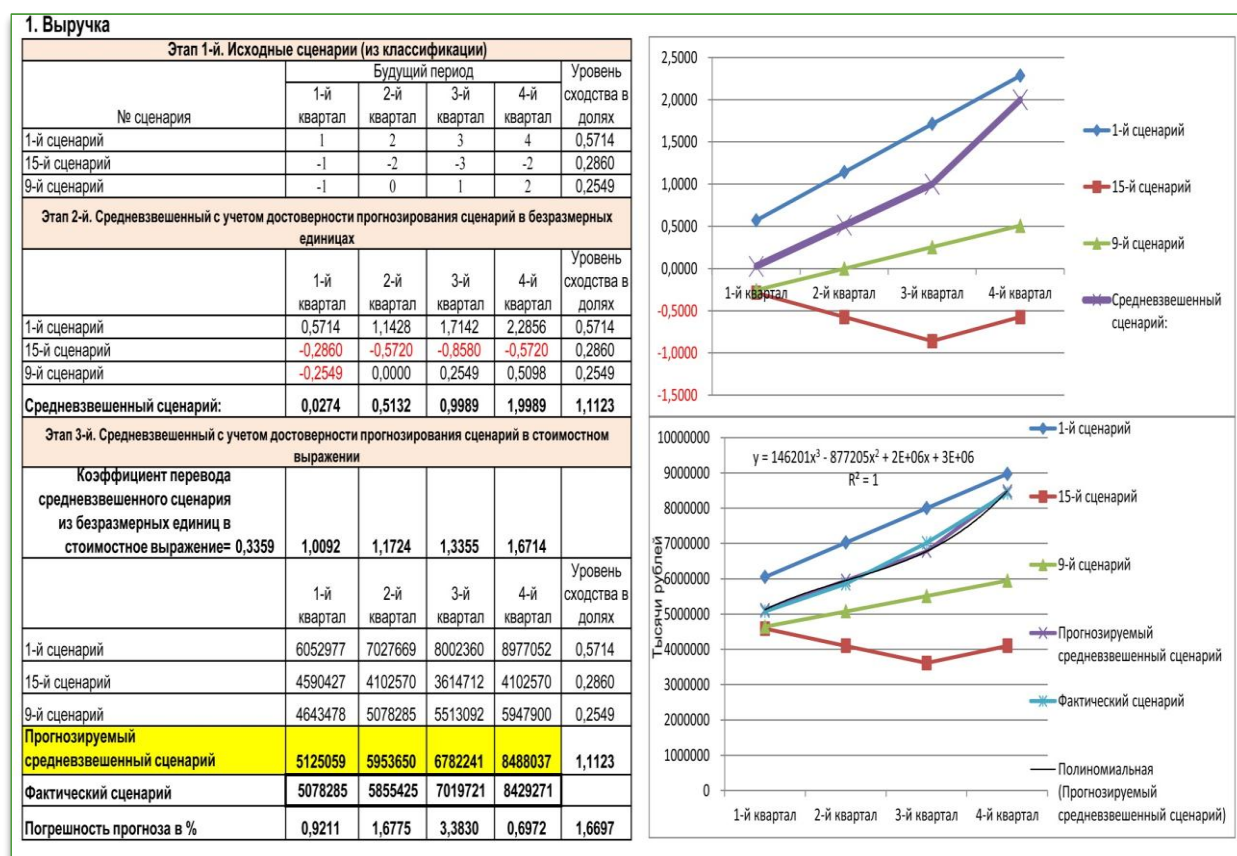 1. Выручка
Этап 1-й. Исходные сценарии (из классификации)
№ сценария
Будущий период
Уровень сходства в долях
1-й квартал
2-й квартал
3-й квартал
4-й квартал
1-й сценарий 1 2 3 4 0,5714
15-й сценарий -1 -2 -3 -2 0,2860
9-й сценарий -1 0 1 2 0,2549
Этап 2-й. Средневзвешенный с учетом достоверности прогнозирования сценарий в безразмерных
единицах
1-й квартал
2-й квартал
3-й квартал
4-й квартал
Уровень сходства в долях
1-й сценарий 0,5714 1,1428 1,7142 2,2856 0,5714
15-й сценарий -0,2860 -0,5720 -0,8580 -0,5720 0,2860
9-й сценарий -0,2549 0,0000 0,2549 0,5098 0,2549
Средневзвешенный сценарий: 0,0274 0,5132 0,9989 1,9989 1,1123
Этап 3-й. Средневзвешенный с учетом достоверности прогнозирования сценарий в стоимостном
выражении
Коэффициент перевода
средневзвешенного сценария
из безразмерных единиц в
стоимостное выражение= 0,3359 1,0092 1,1724 1,3355 1,6714
1-й квартал
2-й квартал
3-й квартал
4-й квартал
Уровень сходства в долях
1-й сценарий 6052977 7027669 8002360 8977052 0,5714
15-й сценарий 4590427 4102570 3614712 4102570 0,2860
9-й сценарий 4643478 5078285 5513092 5947900 0,2549
Прогнозируемый
средневзвешенный сценарий 5125059 5953650 6782241 8488037 1,1123
Фактический сценарий 5078285 5855425 7019721 8429271
Погрешность прогноза в % 0,9211 1,6775 3,3830 0,6972 1,6697
2,5000
2,0000
1,5000
1,0000
0,5000
0,0000
-0,5000
-1,0000
-1,5000
1-й квартал 2-й квартал 3-й квартал 4-й квартал
1-й сценарий
15-й сценарий
9-й сценарий
Средневзвешенный
сценарий:
Тысячи рублей
10000000
9000000
8000000
7000000
6000000
5000000
4000000
3000000
2000000
1000000
0
y = 146201x³ - 877205x² + 2E+06x + 3E+06
R² = 1
1-й квартал 2-й квартал 3-й квартал 4-й квартал
1-й сценарий
15-й сценарий
9-й сценарий
Прогнозируемый
средневзвешенный сценарий
Фактический сценарий
Полиномиальная
(Прогнозируемый
средневзвешенный сценарий)